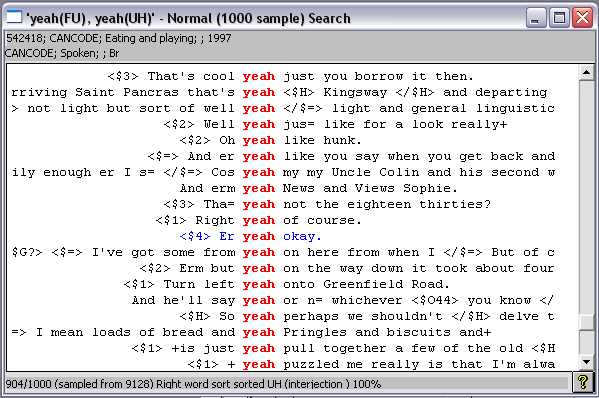 'yeah(FU), yeah(UH)' - Normal (1000 sample) Search
542418; CANCODE; Eating and playing; ; 1997
CANCODE; Spoken; ; Br
<$3> That's cool yeah just you borrow it then.
rriving Saint Pancras that's yeah <$H> Kingsway </$H> and departing
> not light but sort of well yeah </$=> light and general linguistic
<$2> Well yeah jus= like for a look really+
<$2> Oh yeah like hunk.
<$=> And er yeah like you say when you get back and
ily enough er I s= </$=> Cos yeah my my Uncle Colin and his second w
And erm yeah News and Views Sophie.
<$3> Tha= yeah not the eighteen thirties?
<$1> Right yeah of course.
<$4> Er yeah okay.
$G?> <$=> I've got some from yeah on here from when I </$=> But of c
<$2> Erm but yeah on the way down it took about four
<$1> Turn left yeah onto Greenfield Road.
And he'll say yeah or n= whichever <$O44> you know </
<$H> So yeah perhaps we shouldn't </$H> delve t
=> I mean loads of bread and yeah Pringles and biscuits and+
<$1> +is just yeah pull together a few of the old <$H
<$1> + yeah puzzled me really is that I'm alwa
904/1000 (sampled from 9128) Right word sort sorted UH (interjection ) 100%
?